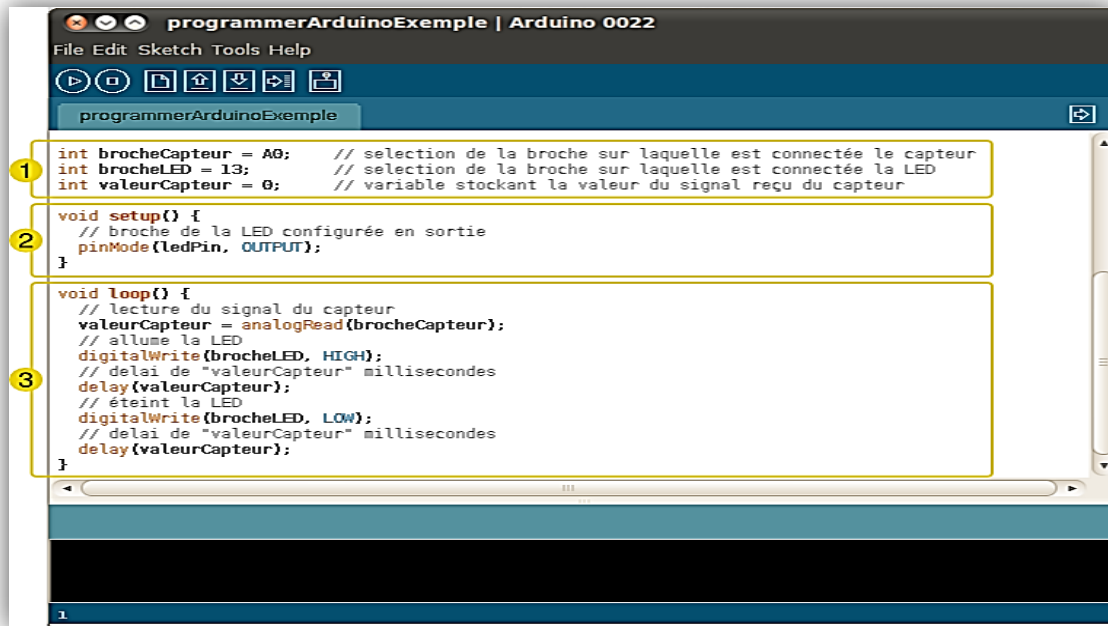 programmerArduinoExemple | Arduino 0022
File Edit Sketch Tools Help
programmerArduinoExemple
1
int brocheCapteur = A0; // selection de la broche sur laquelle est connectée le capteur
int brocheLED = 13; // selection de la broche sur laquelle est connectée la LED
int valeurCapteur = 0; // variable stockant la valeur du signal reçu du capteur
2
void setup() {
// broche de la LED configurée en sortie
pinMode(ledPin, OUTPUT);
}
3
void loop() {
// lecture du signal du capteur
valeurCapteur = analogRead(brocheCapteur);
// allume la LED
digitalWrite(brocheLED, HIGH);
// delai de "valeurCapteur" millisecondes
delay(valeurCapteur);
// éteint la LED
digitalWrite(brocheLED, LOW);
// delai de "valeurCapteur" millisecondes
delay(valeurCapteur);
}
1